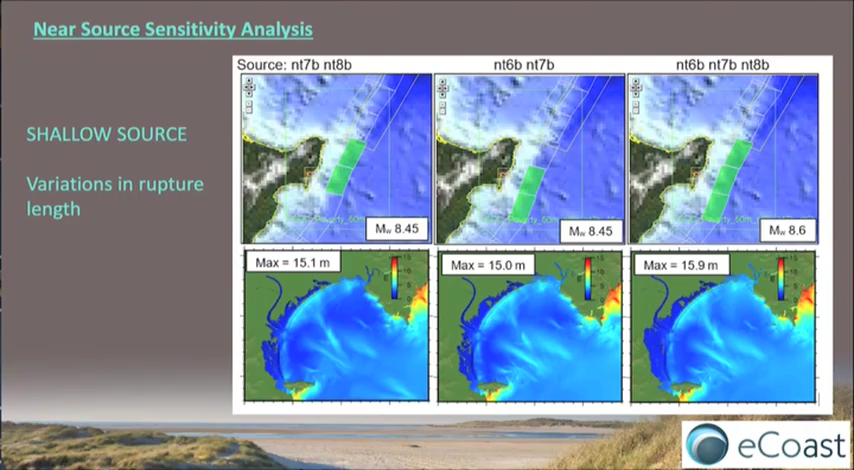 Near Source Sensitivity Analysis
Source: nt7b nt8b
nt6b nt7b
nt6b nt7b nt8b
SHALLOW SOURCE
Variations in rupture
length
Mw 8.45
Mw 8.45
Mw 8.6
Max = 15.1 m
Max = 15.0 m
Max = 15.9 m
eCoast